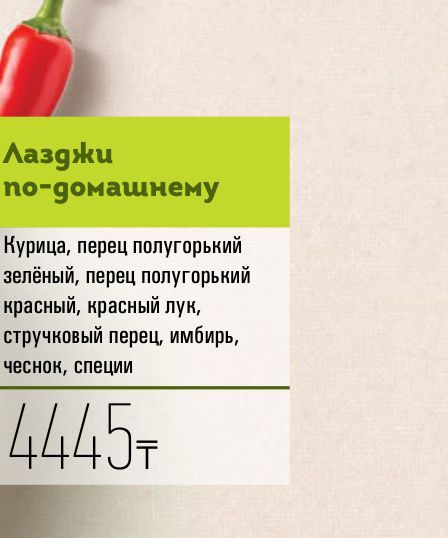 Лазджи
по-домашнему
Курица, перец полугорький
зелёный, перец полугорький
красный, красный лук,
стручковый перец, имбирь,
чеснок, специи
4445₸